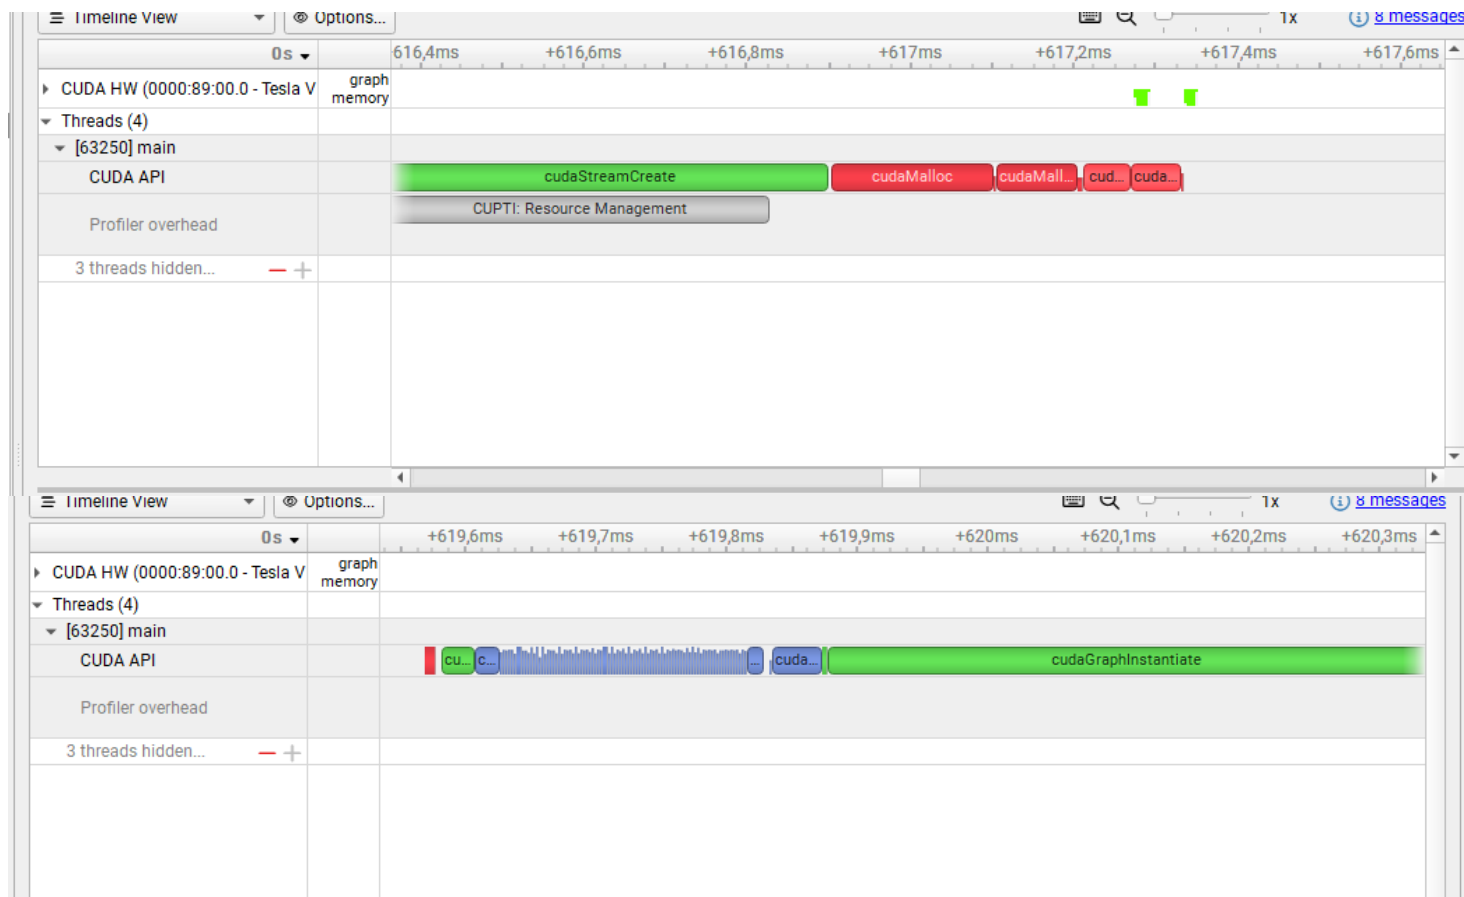 Timeline View Options... 1x 8 messages
0s 616,4ms +616,6ms +616,8ms +617ms +617,2ms +617,4ms +617,6ms
CUDA HW (0000:89:00.0 - Tesla V graph memory
Threads (4)
[63250] main
CUDA API cudaStreamCreate cudaMalloc cudaMall... cud... cuda...
Profiler overhead CUPTI: Resource Management
3 threads hidden...
Timeline View Options... 1x 8 messages
0s +619,6ms +619,7ms +619,8ms +619,9ms +620ms +620,1ms +620,2ms +620,3ms
CUDA HW (0000:89:00.0 - Tesla V graph memory
Threads (4)
[63250] main
CUDA API cu... c... ... cuda... cudaGraphInstantiate
Profiler overhead
3 threads hidden...